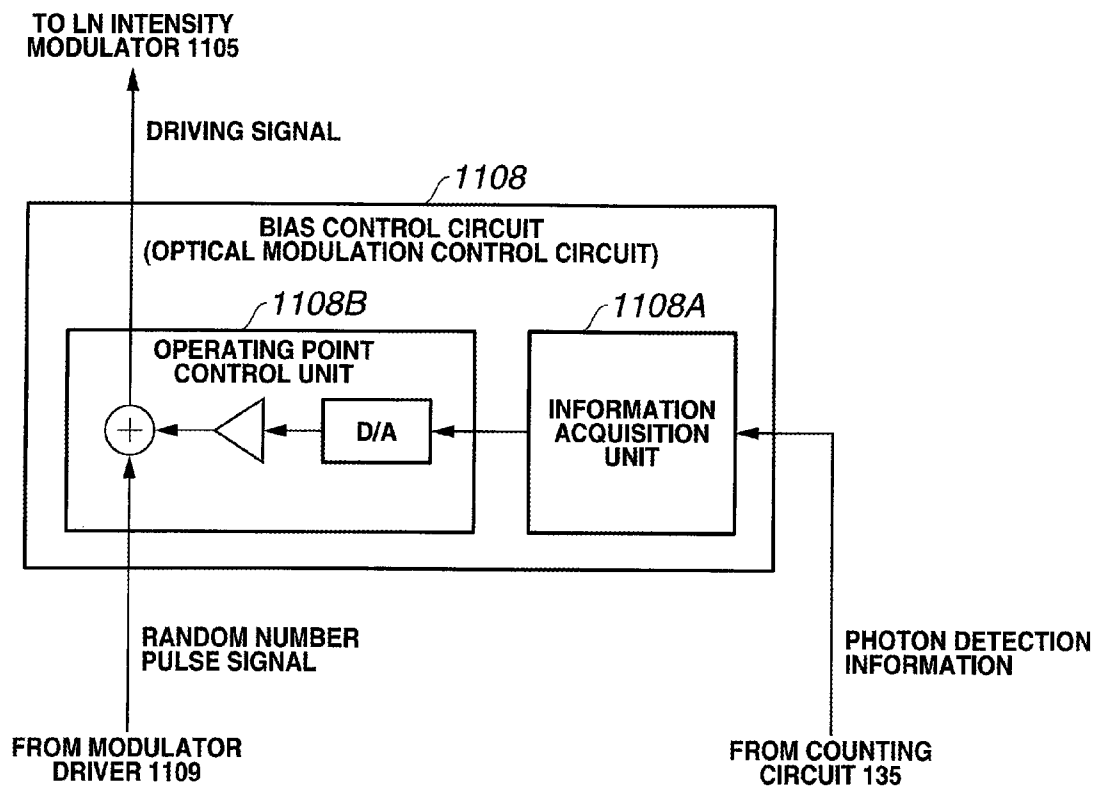 TO LN INTENSITY
MODULATOR 1105
DRIVING SIGNAL
1108
BIAS CONTROL CIRCUIT
(OPTICAL MODULATION CONTROL CIRCUIT)
1108B
1108A
OPERATING POINT
CONTROL UNIT
D/A
INFORMATION
ACQUISITION
UNIT
RANDOM NUMBER
PULSE SIGNAL
PHOTON DETECTION
INFORMATION
FROM MODULATOR
DRIVER 1109
FROM COUNTING
CIRCUIT 135